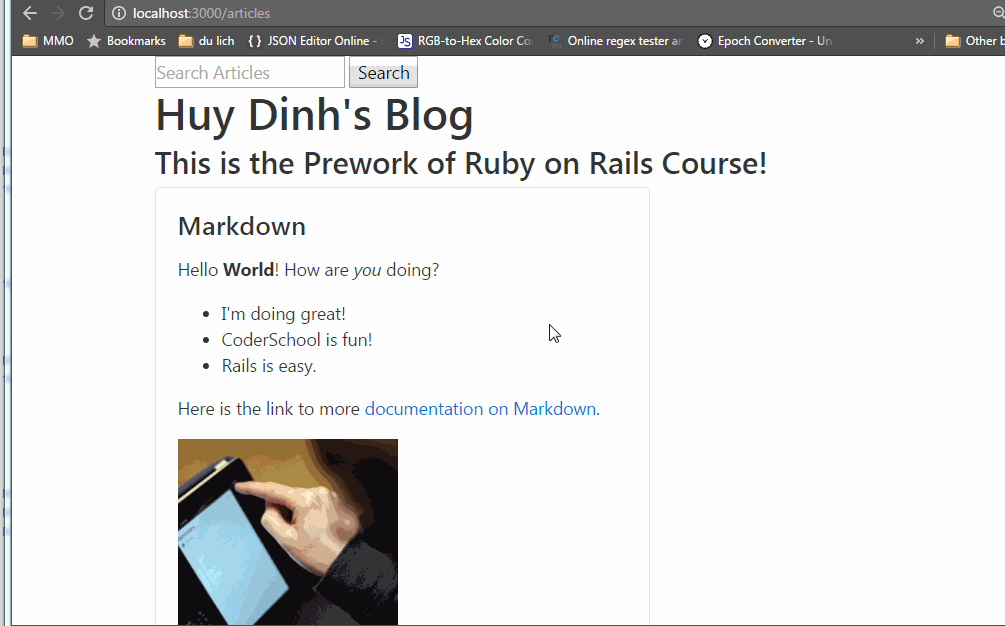 localhost:3000/articles
MMO Bookmarks du lich JSON Editor Online - RGB-to-Hex Color Co Online regex tester ar Epoch Converter - Un » Other b
Search Articles Search
Huy Dinh's Blog
This is the Prework of Ruby on Rails Course!
Markdown
Hello World! How are you doing?
• I'm doing great!
• CoderSchool is fun!
• Rails is easy.
Here is the link to more documentation on Markdown.